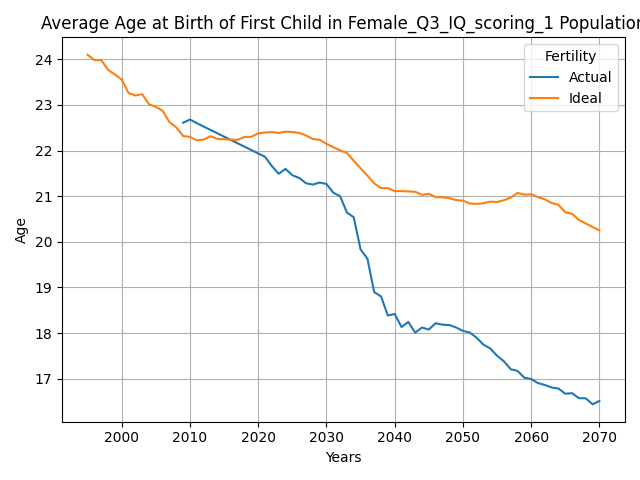 Average Age at Birth of First Child in Female_Q3_IQ_scoring_1 Population
Fertility
Actual
Ideal
24
23
22
21
20
19
18
17
Age
2000
2010
2020
2030
2040
2050
2060
2070
Years